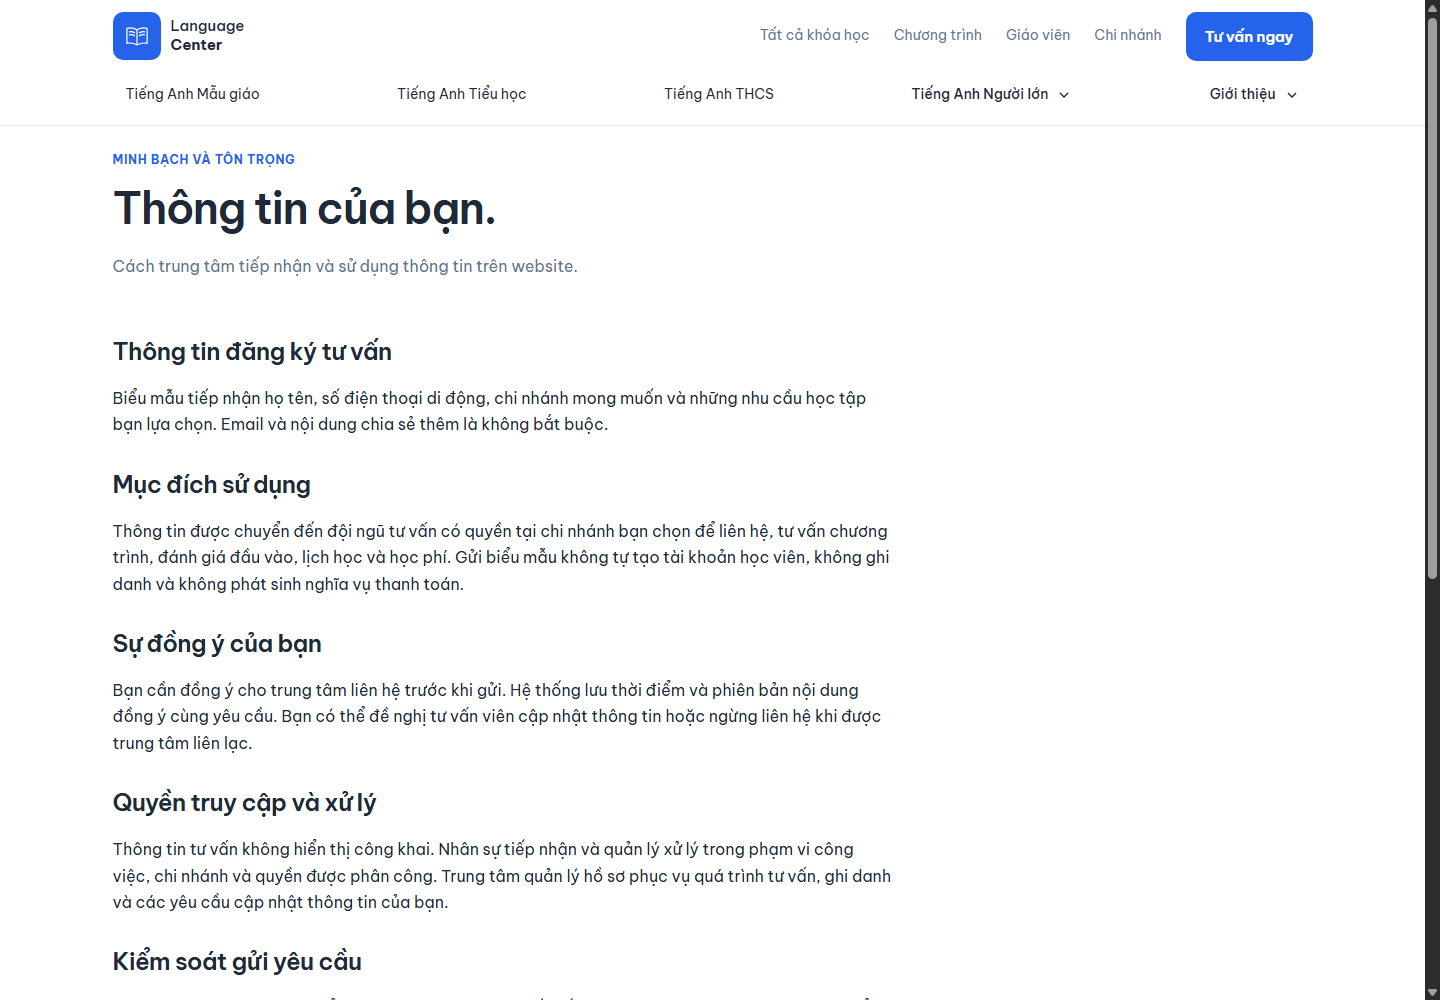 Language
Center
Tất cả khóa học
Chương trình
Giáo viên
Chi nhánh
Tư vấn ngay
Tiếng Anh Mẫu giáo
Tiếng Anh Tiểu học
Tiếng Anh THCS
Tiếng Anh Người lớn
Giới thiệu
MINH BẠCH VÀ TÔN TRỌNG
Thông tin của bạn.
Cách trung tâm tiếp nhận và sử dụng thông tin trên website.
Thông tin đăng ký tư vấn
Biểu mẫu tiếp nhận họ tên, số điện thoại di động, chi nhánh mong muốn và những nhu cầu học tập
bạn lựa chọn. Email và nội dung chia sẻ thêm là không bắt buộc.
Mục đích sử dụng
Thông tin được chuyển đến đội ngũ tư vấn có quyền tại chi nhánh bạn chọn để liên hệ, tư vấn chương
trình, đánh giá đầu vào, lịch học và học phí. Gửi biểu mẫu không tự tạo tài khoản học viên, không ghi
danh và không phát sinh nghĩa vụ thanh toán.
Sự đồng ý của bạn
Bạn cần đồng ý cho trung tâm liên hệ trước khi gửi. Hệ thống lưu thời điểm và phiên bản nội dung
đồng ý cùng yêu cầu. Bạn có thể đề nghị tư vấn viên cập nhật thông tin hoặc ngừng liên hệ khi được
trung tâm liên lạc.
Quyền truy cập và xử lý
Thông tin tư vấn không hiển thị công khai. Nhân sự tiếp nhận và quản lý xử lý trong phạm vi công
việc, chi nhánh và quyền được phân công. Trung tâm quản lý hồ sơ phục vụ quá trình tư vấn, ghi danh
và các yêu cầu cập nhật thông tin của bạn.
Kiểm soát gửi yêu cầu